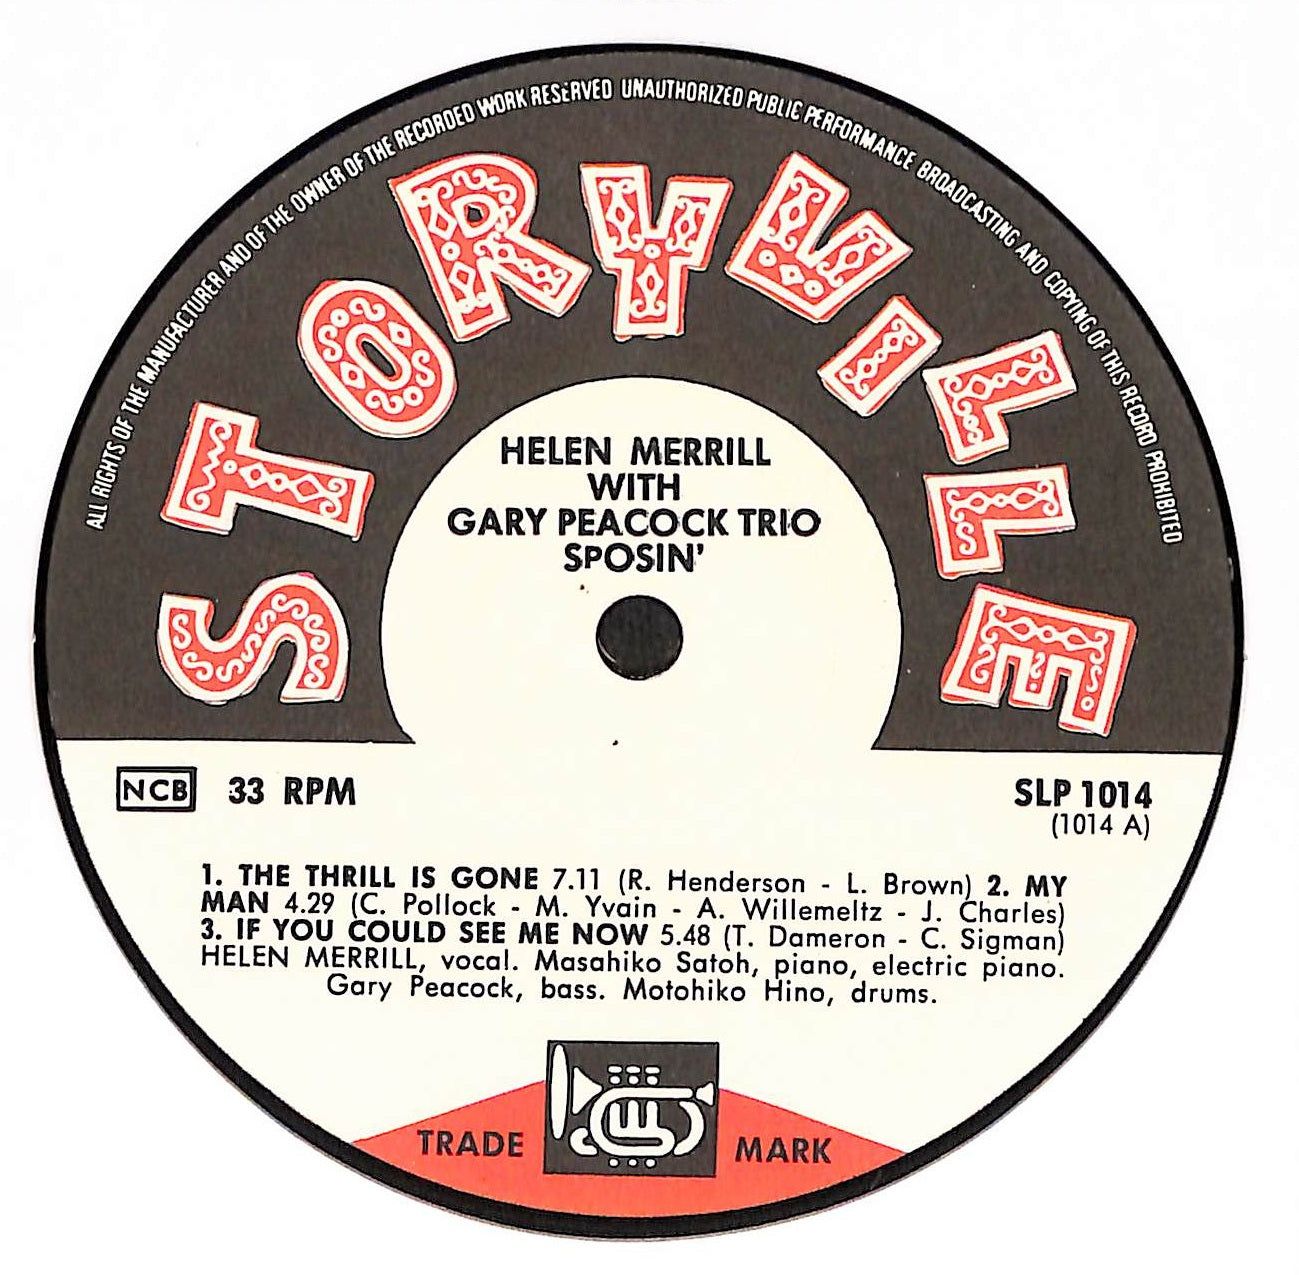 ALL RIGHTS OF THE MANUFACTURER AND OF THE OWNER OF THE RECORDED WORK RESERVED UNAUTHORIZED PUBLIC PERFORMANCE BROADCASTING AND COPYING OF THIS RECORD PROHIBITED
STORYVILLE
HELEN MERRILL
WITH
GARY PEACOCK TRIO
SPOSIN'
NCB 33 RPM
SLP 1014
(1014 A)
1. THE THRILL IS GONE 7.11 (R. Henderson - L. Brown) 2. MY
MAN 4.29 (C. Pollock - M. Yvain - A. Willemeltz - J. Charles)
3. IF YOU COULD SEE ME NOW 5.48 (T. Dameron - C. Sigman)
HELEN MERRILL, vocal. Masahiko Satoh, piano, electric piano.
Gary Peacock, bass. Motohiko Hino, drums.
TRADE MARK